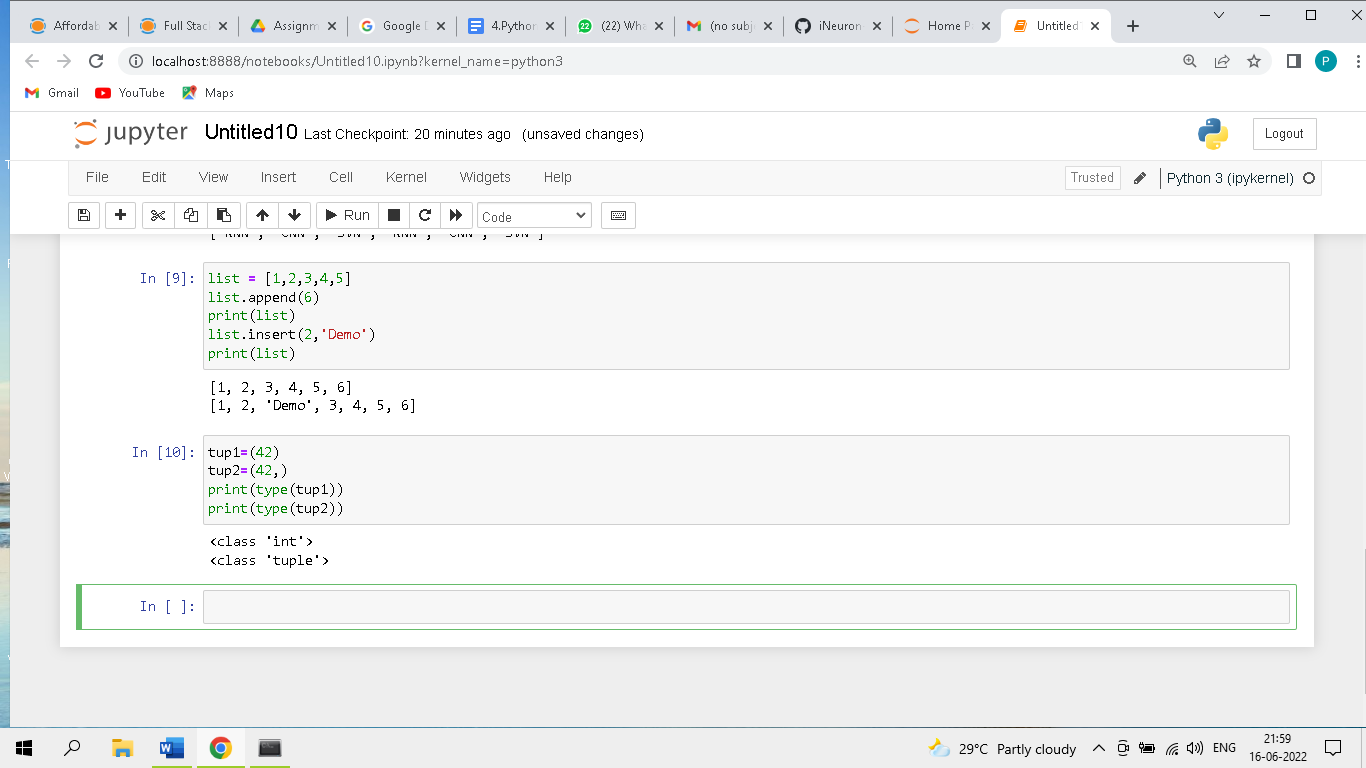 Affordab
Full Stac
Assignm
Google D
4.Python
(22) Wha
(no subj
iNeuron
Home P
Untitled
localhost:8888/notebooks/Untitled10.ipynb?kernel_name=python3
P
Gmail
YouTube
Maps
jupyter Untitled10 Last Checkpoint: 20 minutes ago (unsaved changes)
Logout
File Edit View Insert Cell Kernel Widgets Help
Trusted
Python 3 (ipykernel)
Run
Code
In [9]:
list = [1,2,3,4,5]
list.append(6)
print(list)
list.insert(2,'Demo')
print(list)
[1, 2, 3, 4, 5, 6]
[1, 2, 'Demo', 3, 4, 5, 6]
In [10]:
tup1=(42)
tup2=(42,)
print(type(tup1))
print(type(tup2))
<class 'int'>
<class 'tuple'>
In [ ]:
29°C Partly cloudy
ENG
21:59
16-06-2022